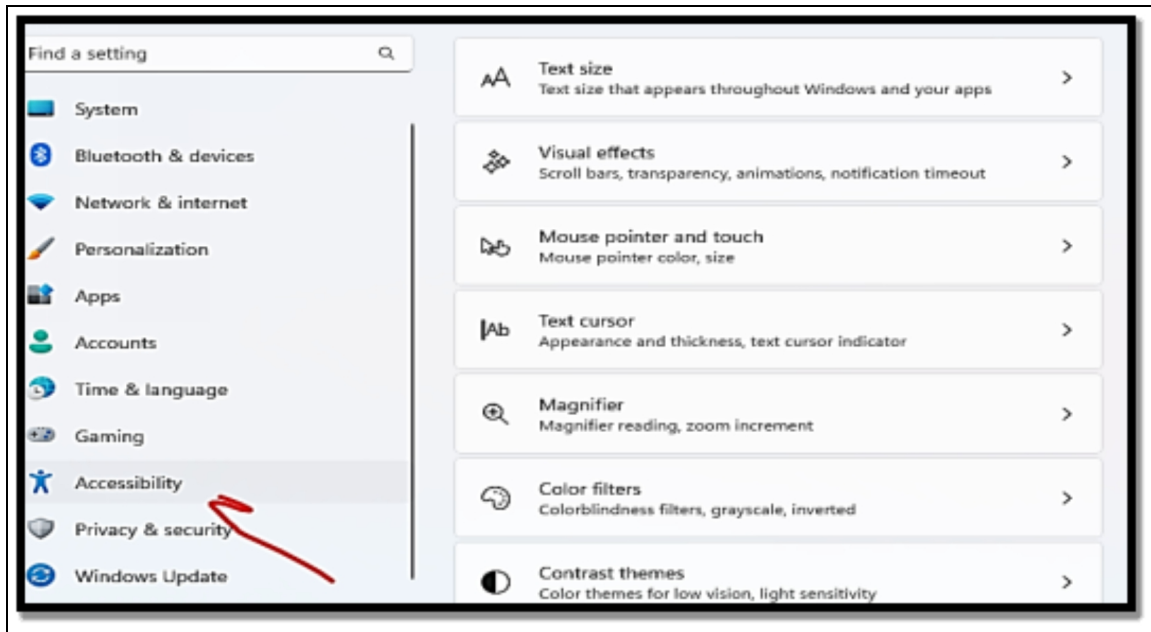 Find a setting
System
Bluetooth & devices
Network & internet
Personalization
Apps
Accounts
Time & language
Gaming
Accessibility
Privacy & security
Windows Update
Text size
Text size that appears throughout Windows and your apps
Visual effects
Scroll bars, transparency, animations, notification timeout
Mouse pointer and touch
Mouse pointer color, size
Text cursor
Appearance and thickness, text cursor indicator
Magnifier
Magnifier reading, zoom increment
Color filters
Colorblindness filters, grayscale, inverted
Contrast themes
Color themes for low vision, light sensitivity